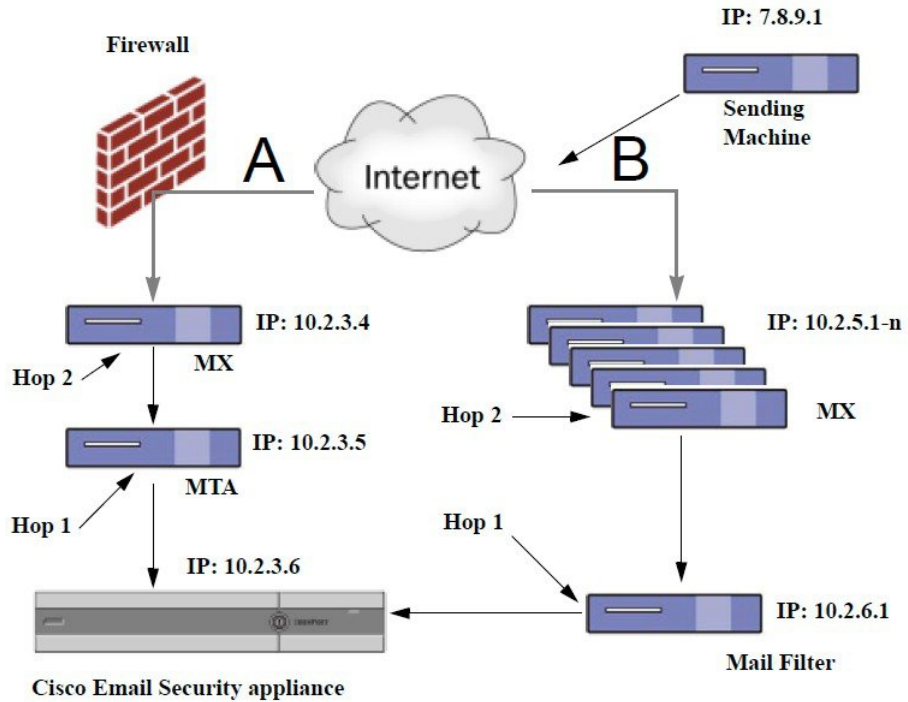 IP: 7.8.9.1
Firewall
Sending
Machine
A
Internet
B
IP: 10.2.3.4
MX
Hop 2
IP: 10.2.5.1-n
MX
Hop 2
IP: 10.2.3.5
MTA
Hop 1
Hop 1
IP: 10.2.3.6
IP: 10.2.6.1
Mail Filter
Cisco Email Security appliance